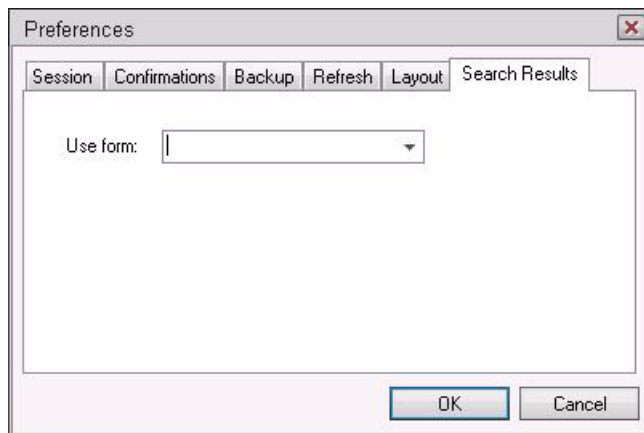 Preferences
Session Confirmations Backup Refresh Layout Search Results
Use form:
OK Cancel